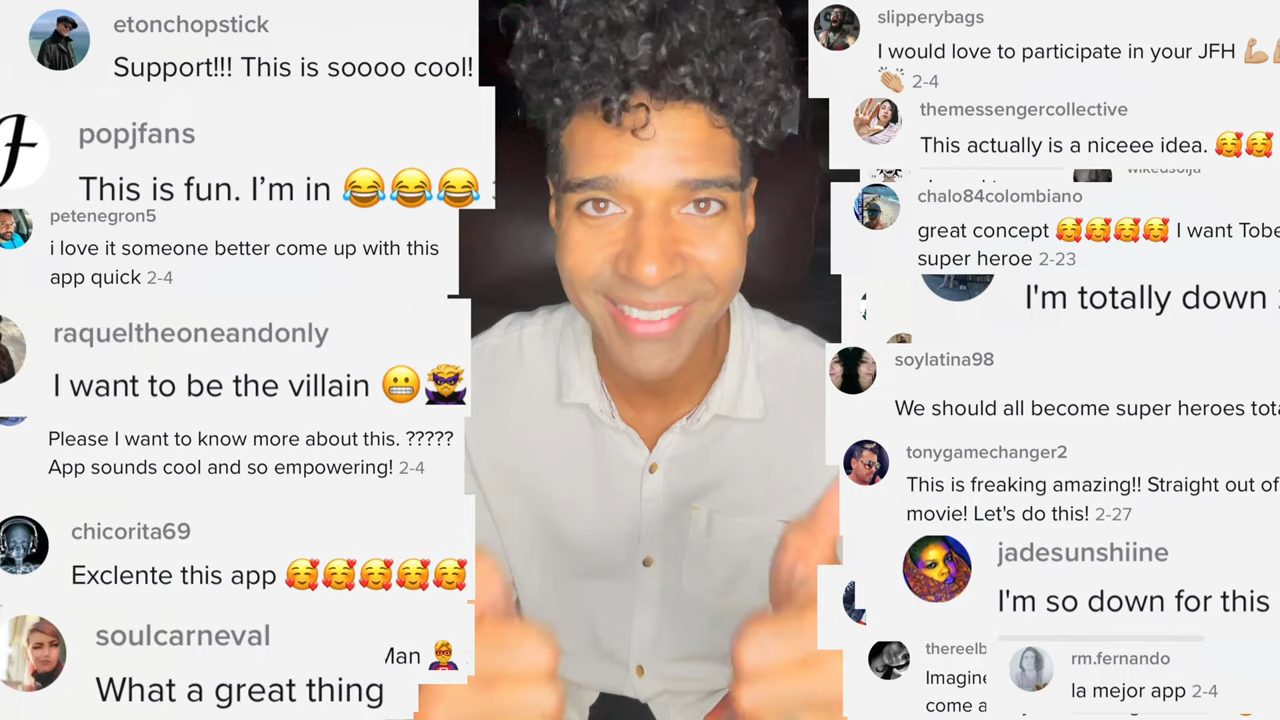 etonchopstick
Support!!! This is soooo cool!
popjfans
This is fun. I’m in 😂😂😂
petenegron5
i love it someone better come up with this
app quick 2-4
raqueltheoneandonly
I want to be the villain 😬🦹
Please I want to know more about this. ?????
App sounds cool and so empowering! 2-4
chicorita69
Exclente this app 🥰🥰🥰🥰🥰
soulcarneval
What a great thing
Man 🦸
slipperybags
I would love to participate in your JFH 💪🏼
👏🏼 2-4
themessengercollective
This actually is a niceee idea. 🥰🥰
chalo84colombiano
great concept 🥰🥰🥰🥰 I want Tobe
super heroe 2-23
I'm totally down
soylatina98
We should all become super heroes
tonygamechanger2
This is freaking amazing!! Straight out of
movie! Let's do this! 2-27
jadesunshiine
I'm so down for this
thereelb
Imagine
come a
rm.fernando
la mejor app 2-4